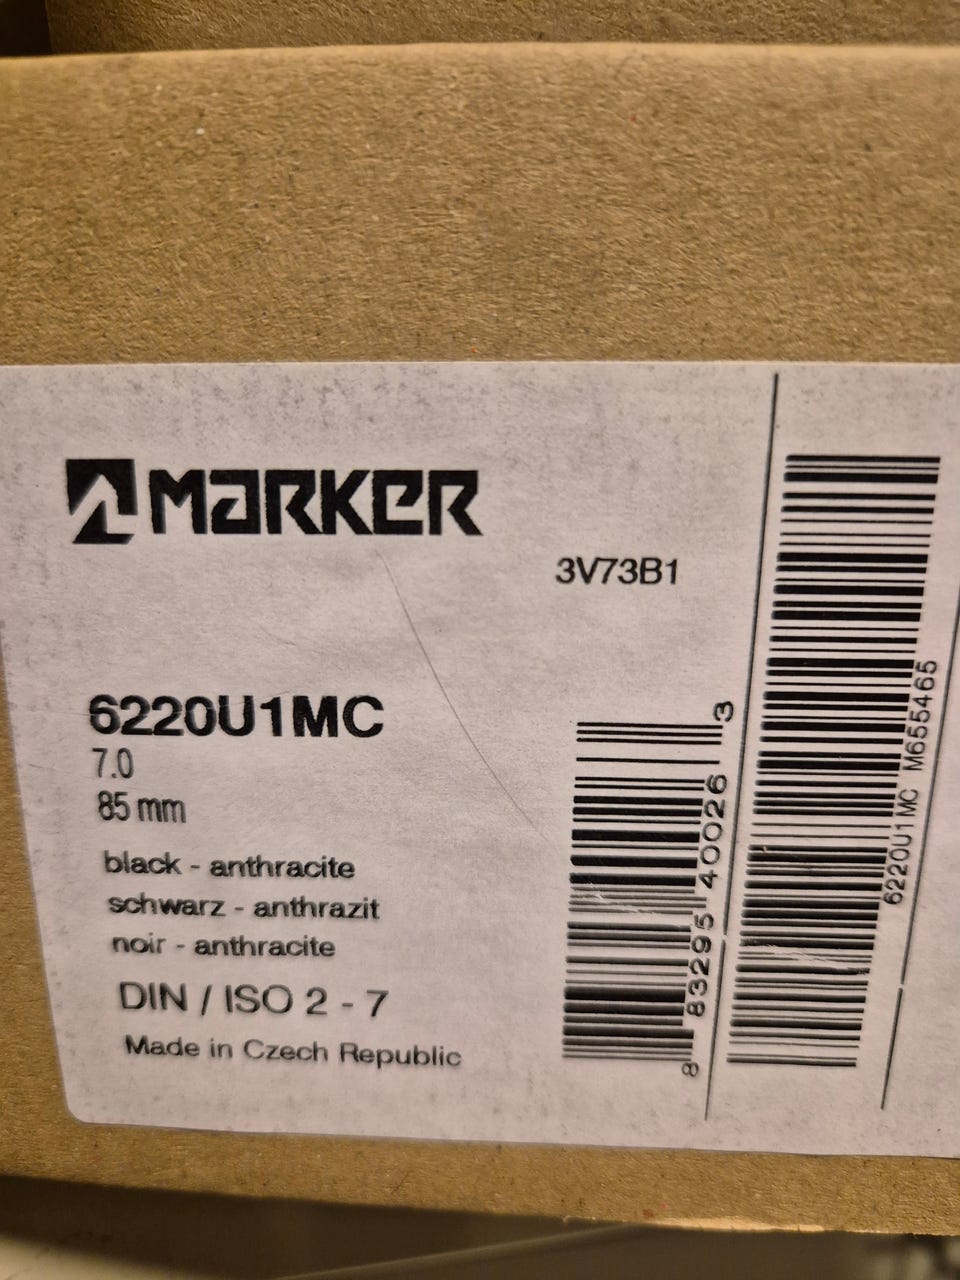 MARKER
3V73B1
6220U1MC
7.0
85 mm
black - anthracite
schwarz - anthrazit
noir - anthracite
DIN / ISO 2 - 7
Made in Czech Republic
8 83295 40026 3
6220U1MC M655465